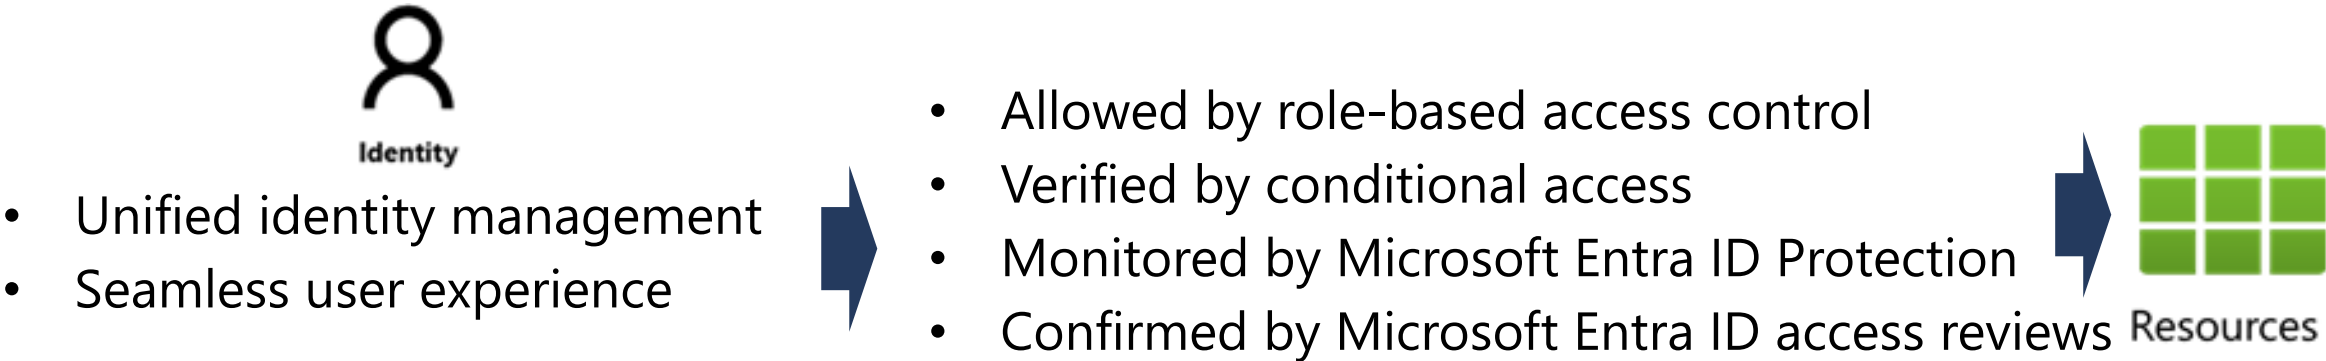 Identity
• Unified identity management
• Seamless user experience
• Allowed by role-based access control
• Verified by conditional access
• Monitored by Microsoft Entra ID Protection
• Confirmed by Microsoft Entra ID access reviews
Resources